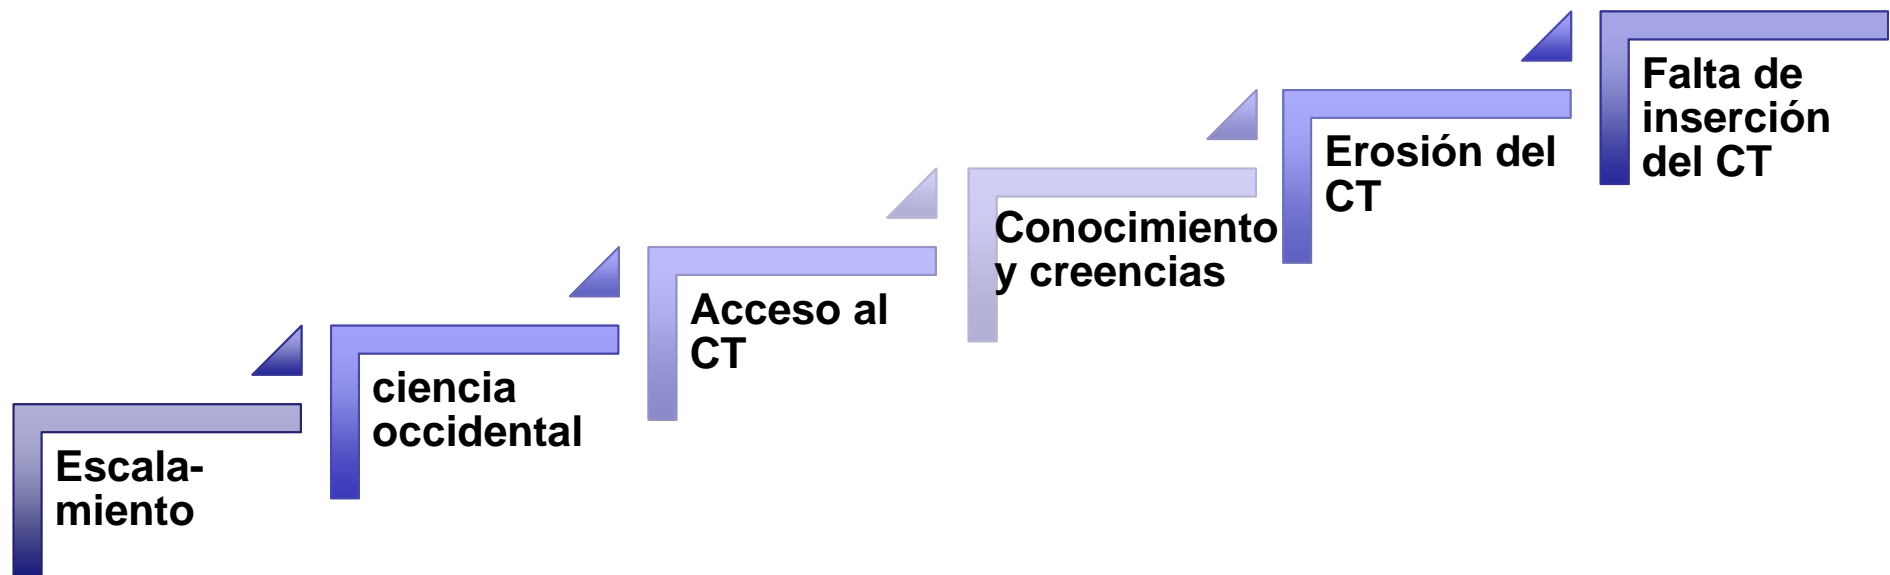 Escala-
miento
ciencia
occidental
Acceso al
CT
Conocimiento
y creencias
Erosión del
CT
Falta de
inserción
del CT